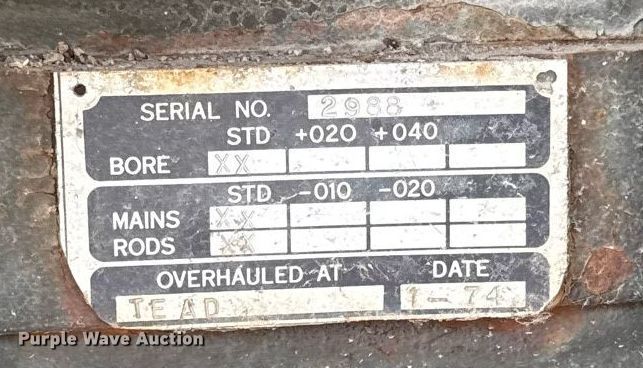 SERIAL NO. 2988
STD +020 +040
BORE XX
STD -010 -020
MAINS XX
RODS XX
OVERHAULED AT DATE
TEAD 1-74
Purple Wave Auction